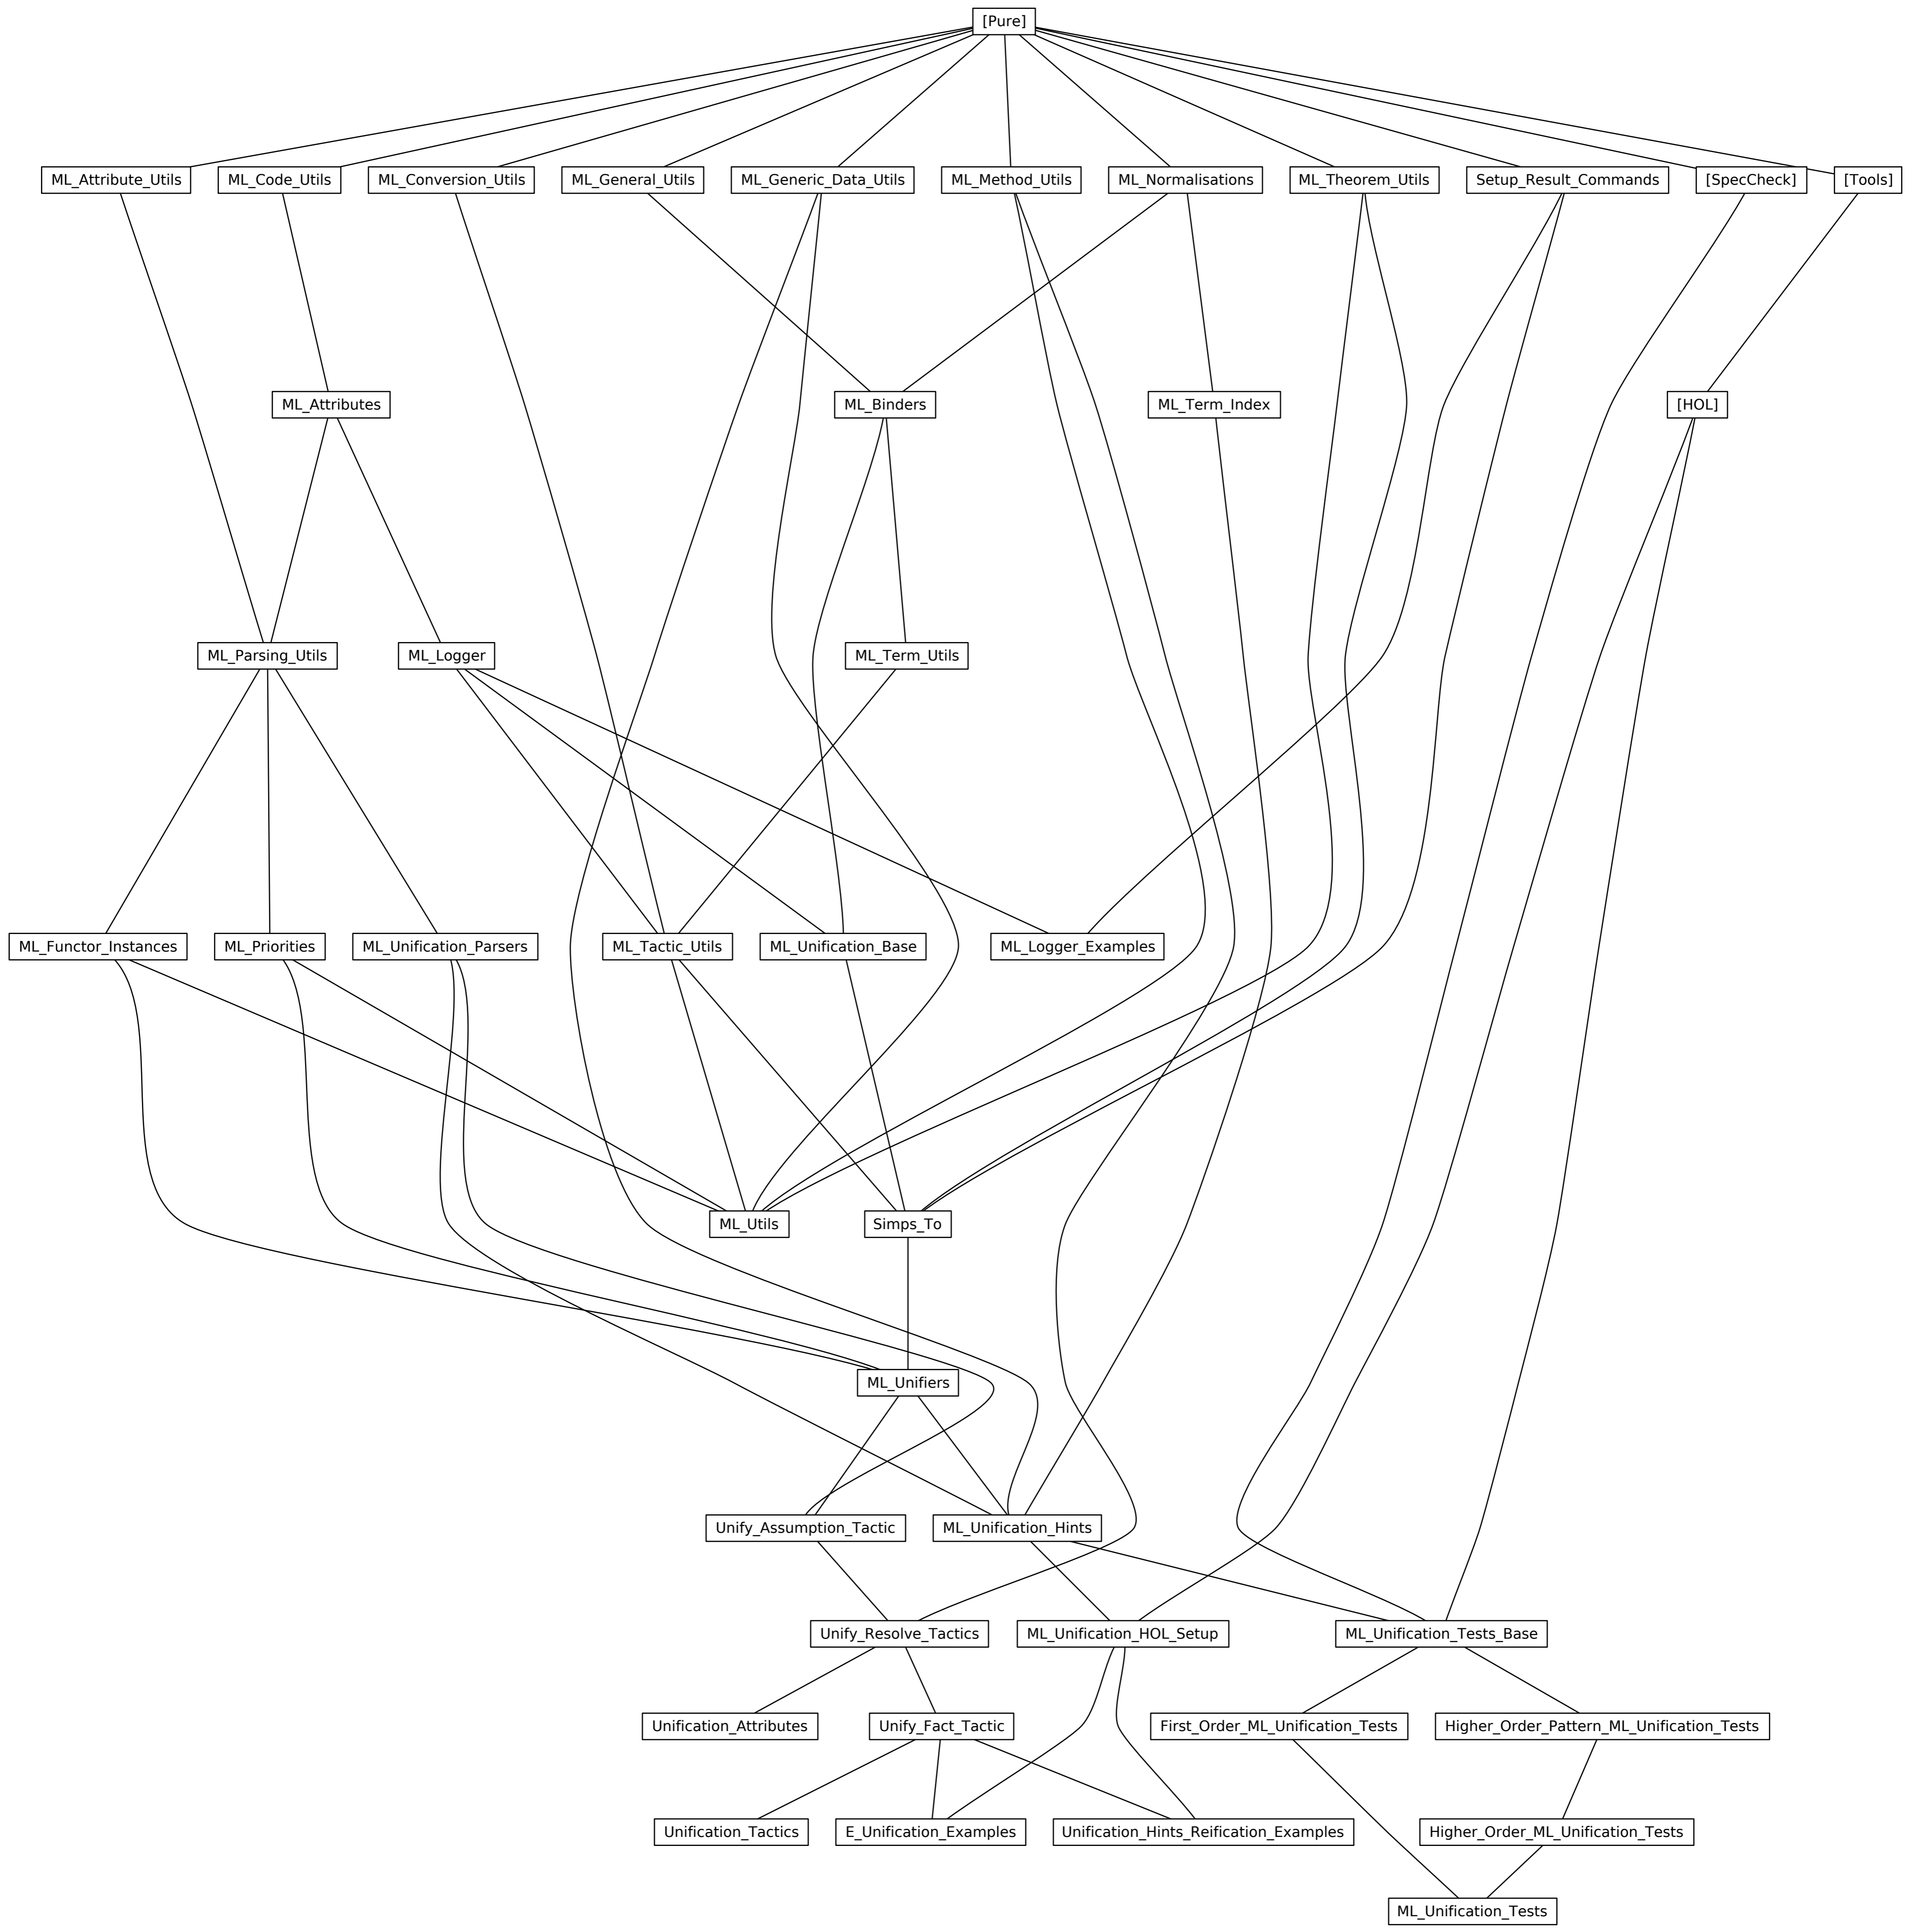 [Pure]
ML_Attribute_Utils
ML_Code_Utils
ML_Conversion_Utils
ML_General_Utils
ML_Generic_Data_Utils
ML_Method_Utils
ML_Normalisations
ML_Theorem_Utils
Setup_Result_Commands
[SpecCheck]
[Tools]
ML_Attributes
ML_Binders
ML_Term_Index
[HOL]
ML_Parsing_Utils
ML_Logger
ML_Term_Utils
ML_Functor_Instances
ML_Priorities
ML_Unification_Parsers
ML_Tactic_Utils
ML_Unification_Base
ML_Logger_Examples
ML_Utils
Simps_To
ML_Unifiers
Unify_Assumption_Tactic
ML_Unification_Hints
Unify_Resolve_Tactics
ML_Unification_HOL_Setup
ML_Unification_Tests_Base
Unification_Attributes
Unify_Fact_Tactic
First_Order_ML_Unification_Tests
Higher_Order_Pattern_ML_Unification_Tests
Unification_Tactics
E_Unification_Examples
Unification_Hints_Reification_Examples
Higher_Order_ML_Unification_Tests
ML_Unification_Tests